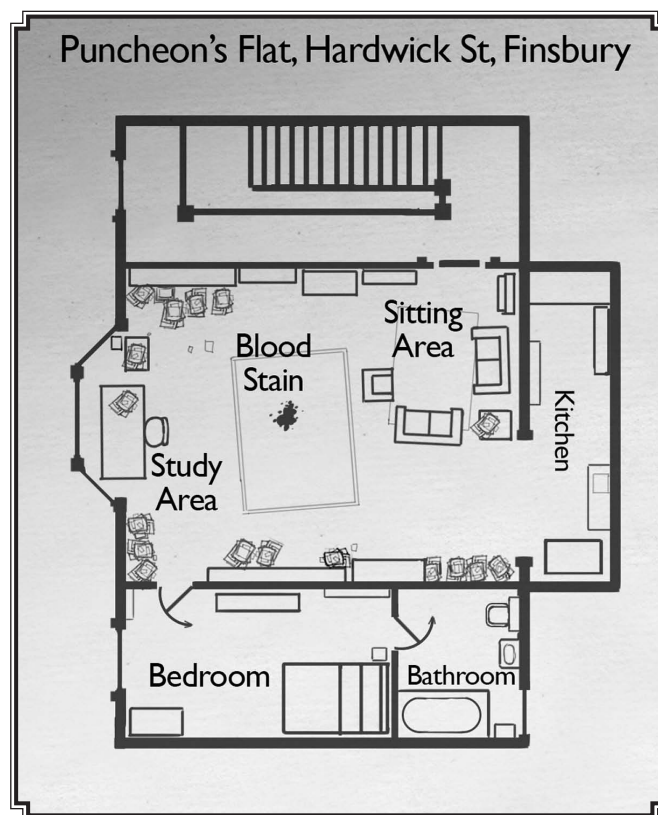 Puncheon's Flat, Hardwick St, Finsbury
Sitting
Area
Blood
Stain
Kitchen
Study
Area
Bedroom
Bathroom